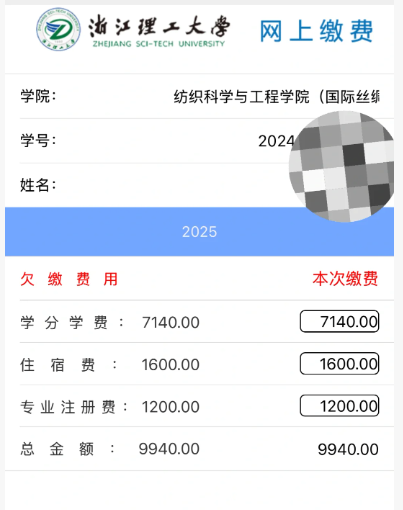 浙江理工大学 网上缴费
ZHEJIANG SCI-TECH UNIVERSITY
学院： 纺织科学与工程学院（国际丝
学号： 2024
姓名：
2025
欠缴费用 本次缴费
学分学费： 7140.00 7140.00
住宿费： 1600.00 1600.00
专业注册费： 1200.00 1200.00
总金额： 9940.00 9940.00